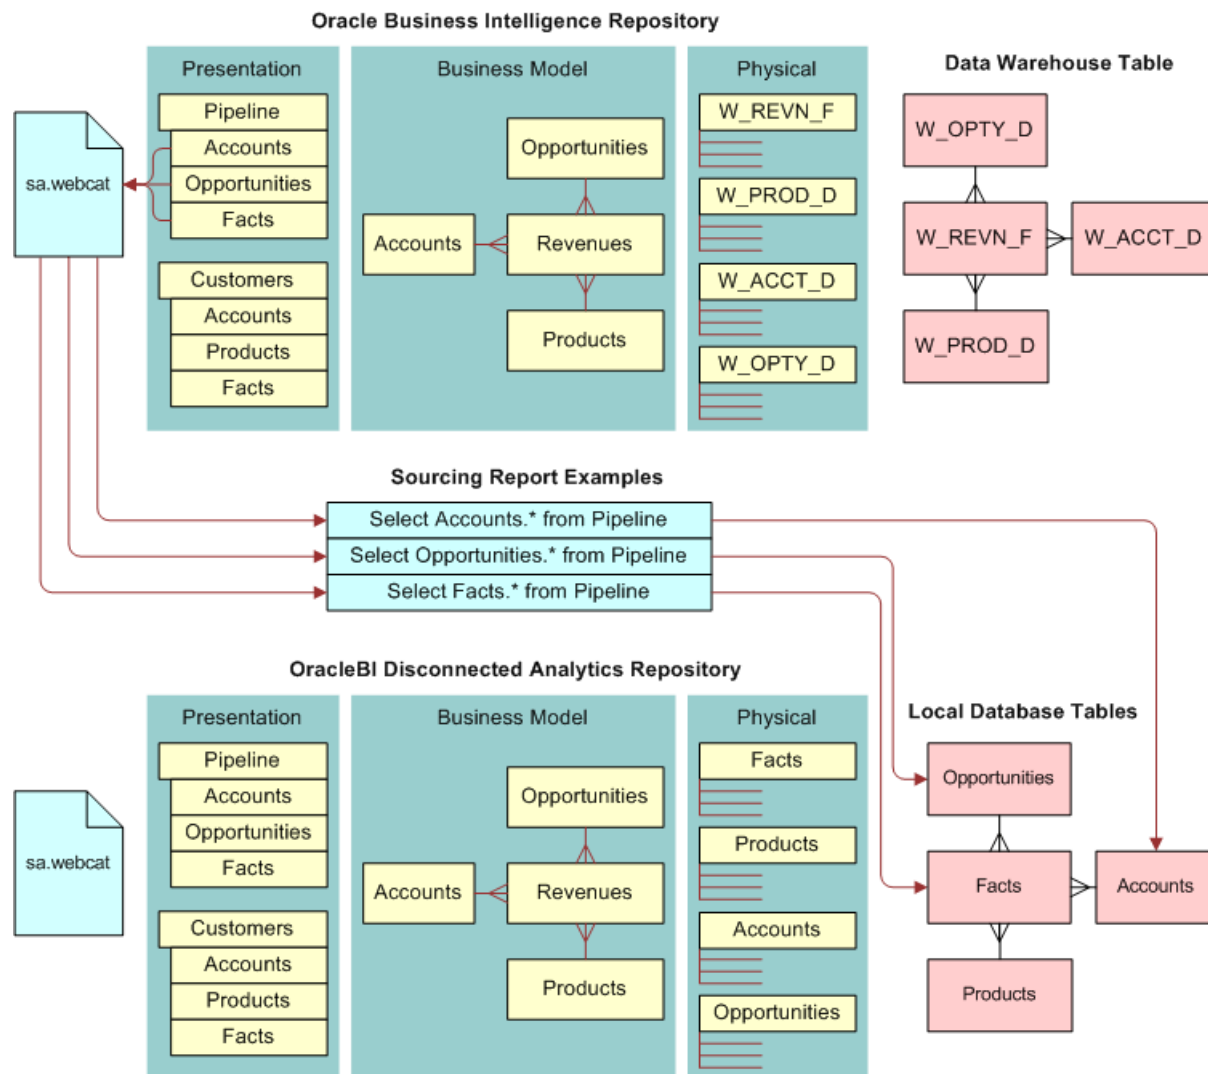 Oracle Business Intelligence Repository
Presentation
Business Model
Physical
Data Warehouse Table
sa.webcat
Pipeline
Accounts
Opportunities
Facts
Customers
Accounts
Products
Facts
Opportunities
Accounts
Revenues
Products
W_REVN_F
W_PROD_D
W_ACCT_D
W_OPTY_D
W_OPTY_D
W_REVN_F
W_ACCT_D
W_PROD_D
Sourcing Report Examples
Select Accounts.* from Pipeline
Select Opportunities.* from Pipeline
Select Facts.* from Pipeline
OracleBI Disconnected Analytics Repository
Presentation
Business Model
Physical
Local Database Tables
sa.webcat
Pipeline
Accounts
Opportunities
Facts
Customers
Accounts
Products
Facts
Opportunities
Accounts
Revenues
Products
Facts
Products
Accounts
Opportunities
Opportunities
Facts
Accounts
Products